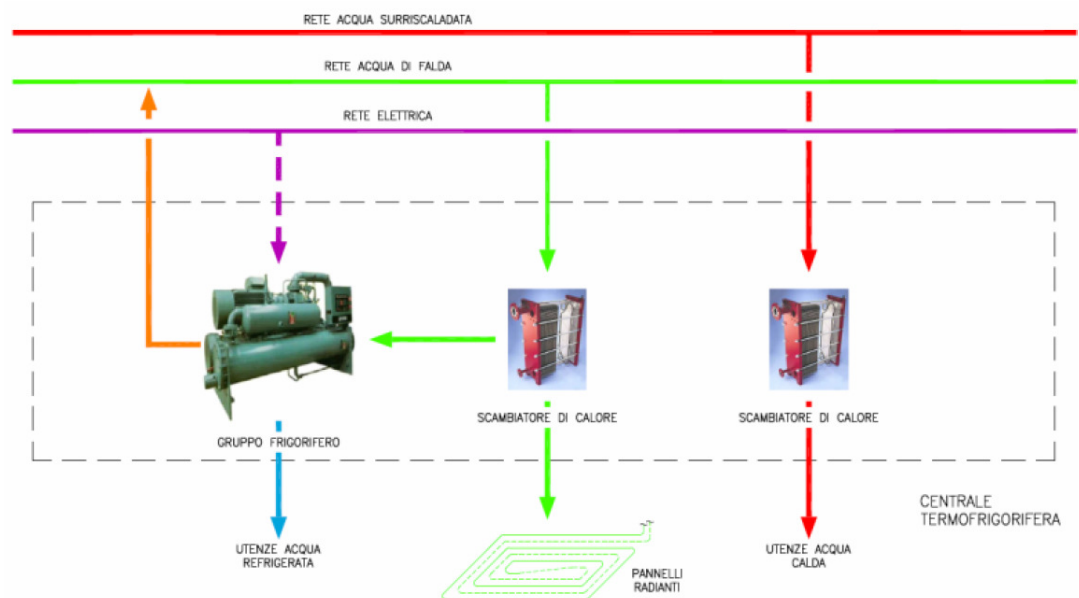 RETE ACQUA SURRISCALADATA
RETE ACQUA DI FALDA
RETE ELETTRICA
GRUPPO FRIGORIFERO
SCAMBIATORE DI CALORE
SCAMBIATORE DI CALORE
CENTRALE
TERMOFRIGORIFERA
UTENZE ACQUA
REFRIGERATA
PANNELLI
RADIANTI
UTENZE ACQUA
CALDA